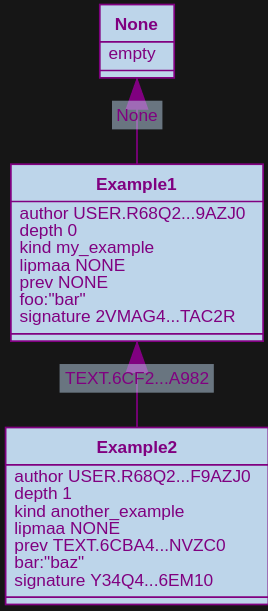 None
empty
None
Example1
author USER.R68Q2...9AZJ0
depth 0
kind my_example
lipmaa NONE
prev NONE
foo:"bar"
signature 2VMAG4...TAC2R
TEXT.6CF2...A982
Example2
author USER.R68Q2...F9AZJ0
depth 1
kind another_example
lipmaa NONE
prev TEXT.6CBA4...NVZC0
bar:"baz"
signature Y34Q4...6EM10